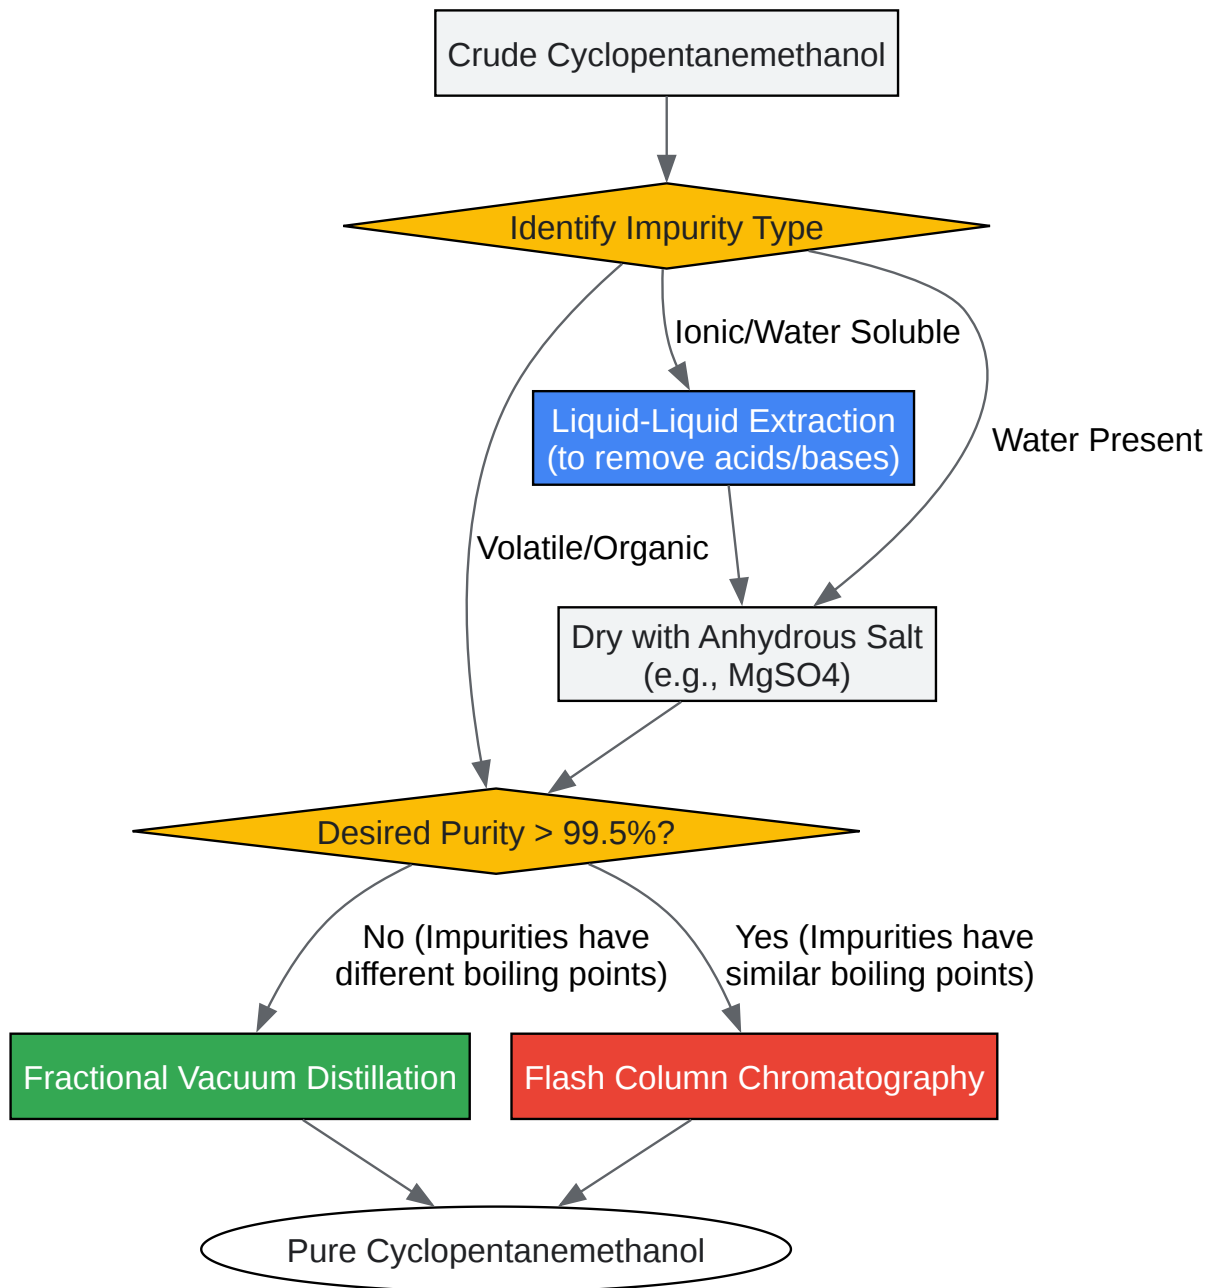 Crude Cyclopentanemethanol
Identify Impurity Type
Ionic/Water Soluble
Liquid-Liquid Extraction
(to remove acids/bases)
Water Present
Volatile/Organic
Dry with Anhydrous Salt
(e.g., MgSO4)
Desired Purity > 99.5%?
No (Impurities have
different boiling points)
Yes (Impurities have
similar boiling points)
Fractional Vacuum Distillation
Flash Column Chromatography
Pure Cyclopentanemethanol